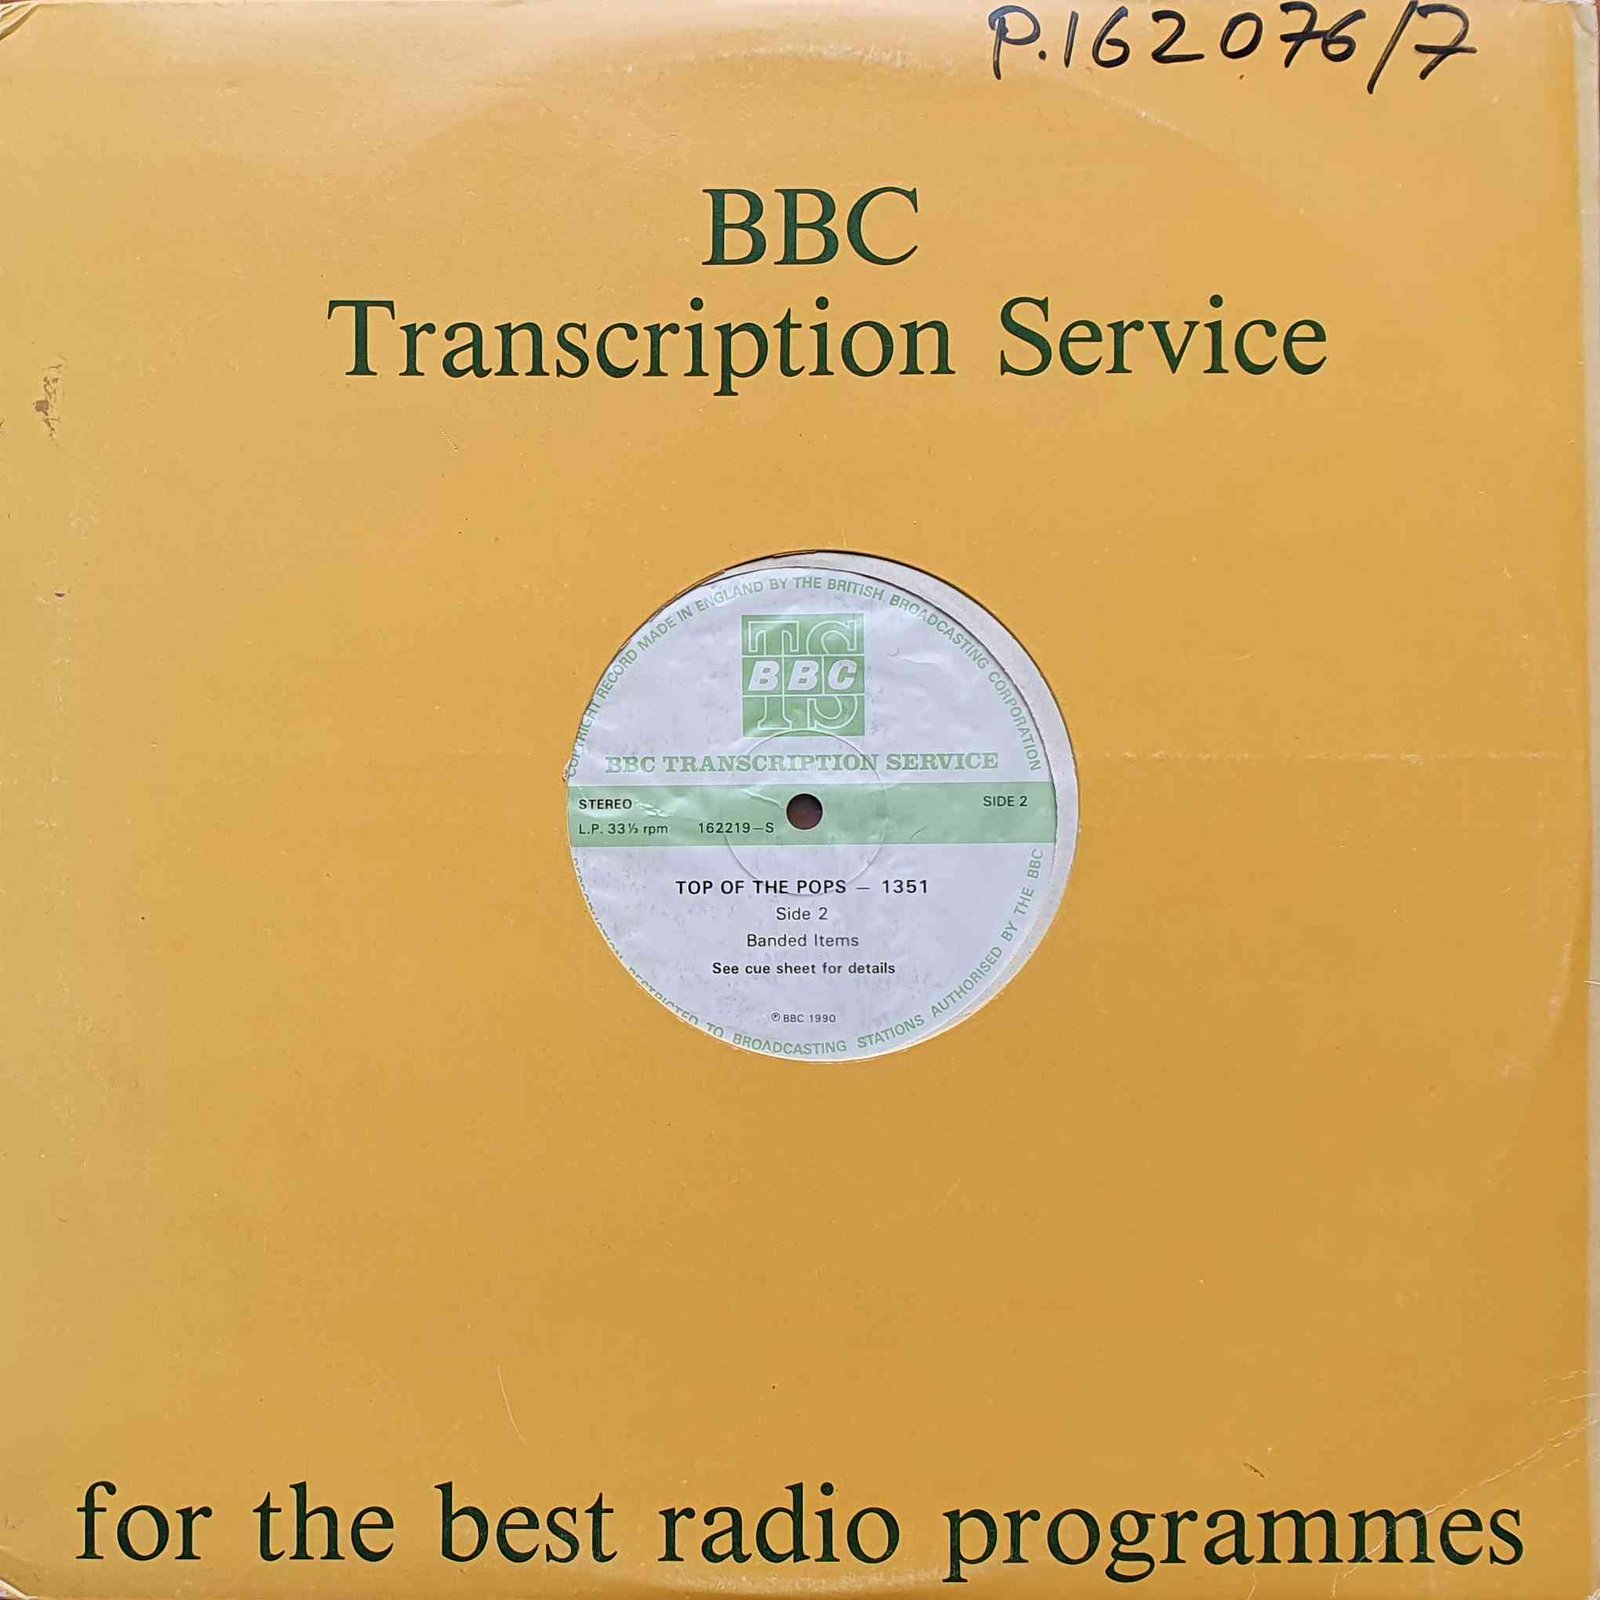 P.162076/7
BBC
Transcription Service
COPYRIGHT RECORD MADE IN ENGLAND BY THE BRITISH BROADCASTING CORPORATION
TS
BBC
BBC TRANSCRIPTION SERVICE
STEREO SIDE 2
L.P. 33⅓ rpm 162219–S
TOP OF THE POPS – 1351
Side 2
Banded Items
See cue sheet for details
℗ BBC 1990
RESTRICTED TO BROADCASTING STATIONS AUTHORISED BY THE BBC
for the best radio programmes